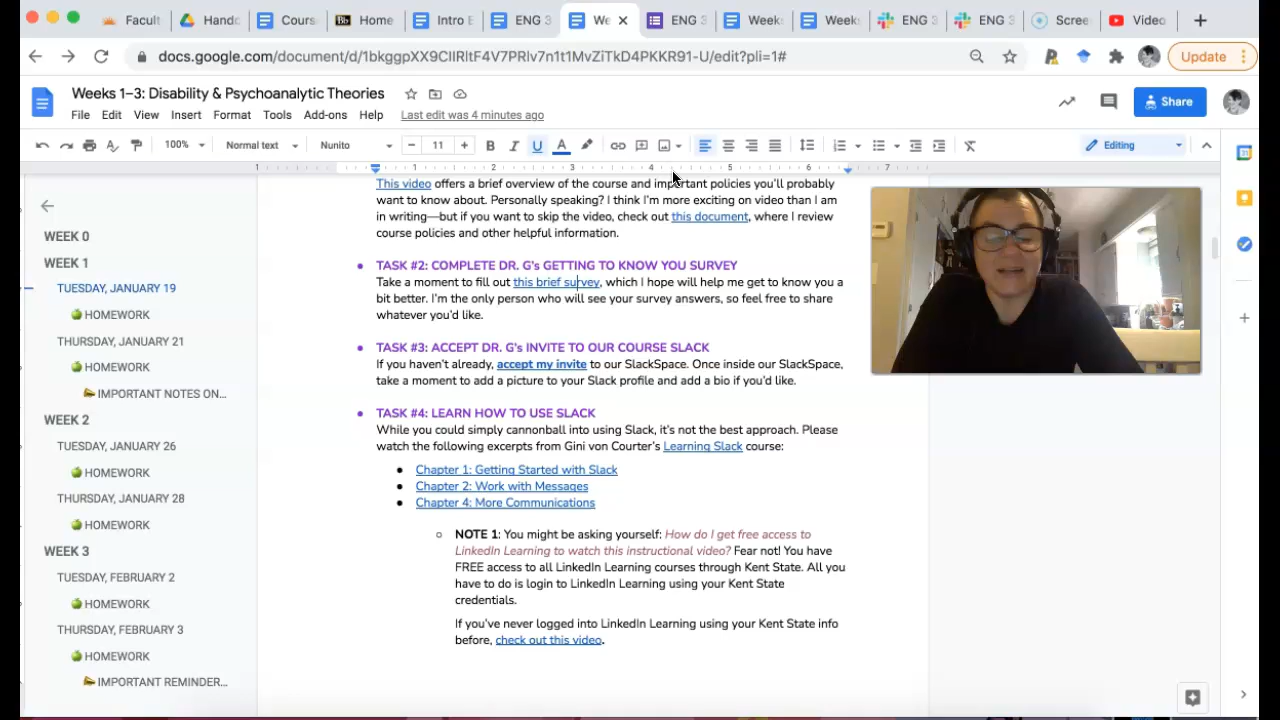 Facult
Handc
Cours
Bb Home
Intro E
ENG 3
We
ENG 3
Week
Week
ENG 3
ENG 3
Scree
Video
docs.google.com/document/d/1bkggpXX9CIIRltF4V7PRlv7n1t1MvZiTkD4PKKR91-U/edit?pli=1#
Update
Weeks 1–3: Disability & Psychoanalytic Theories
File Edit View Insert Format Tools Add-ons Help Last edit was 4 minutes ago
Share
100% Normal text Nunito 11 B I U A Editing
1 1 2 3 4 5 6 7
WEEK 0
WEEK 1
TUESDAY, JANUARY 19
HOMEWORK
THURSDAY, JANUARY 21
HOMEWORK
IMPORTANT NOTES ON...
WEEK 2
TUESDAY, JANUARY 26
HOMEWORK
THURSDAY, JANUARY 28
HOMEWORK
WEEK 3
TUESDAY, FEBRUARY 2
HOMEWORK
THURSDAY, FEBRUARY 3
HOMEWORK
IMPORTANT REMINDER...
This video offers a brief overview of the course and important policies you'll probably
want to know about. Personally speaking? I think I'm more exciting on video than I am
in writing—but if you want to skip the video, check out this document, where I review
course policies and other helpful information.
TASK #2: COMPLETE DR. G's GETTING TO KNOW YOU SURVEY
Take a moment to fill out this brief survey, which I hope will help me get to know you a
bit better. I'm the only person who will see your survey answers, so feel free to share
whatever you'd like.
TASK #3: ACCEPT DR. G's INVITE TO OUR COURSE SLACK
If you haven't already, accept my invite to our SlackSpace. Once inside our SlackSpace,
take a moment to add a picture to your Slack profile and add a bio if you'd like.
TASK #4: LEARN HOW TO USE SLACK
While you could simply cannonball into using Slack, it's not the best approach. Please
watch the following excerpts from Gini von Courter's Learning Slack course:
Chapter 1: Getting Started with Slack
Chapter 2: Work with Messages
Chapter 4: More Communications
NOTE 1: You might be asking yourself: How do I get free access to
LinkedIn Learning to watch this instructional video? Fear not! You have
FREE access to all LinkedIn Learning courses through Kent State. All you
have to do is login to LinkedIn Learning using your Kent State
credentials.
If you've never logged into LinkedIn Learning using your Kent State info
before, check out this video.